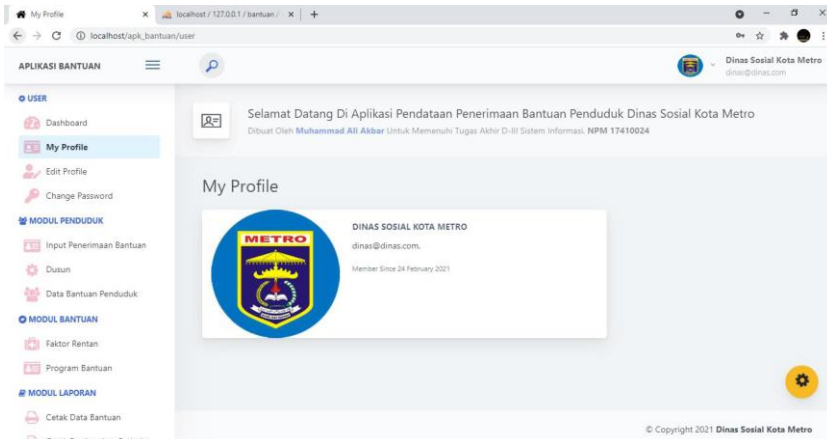 My Profile
localhost / 127.0.0.1 / bantuan /
localhost/apk_bantuan/user
APLIKASI BANTUAN
Dinas Sosial Kota Metro
dinas@dinas.com
USER
Dashboard
My Profile
Edit Profile
Change Password
MODUL PENDUDUK
Input Penerimaan Bantuan
Dusun
Data Bantuan Penduduk
MODUL BANTUAN
Faktor Rentan
Program Bantuan
MODUL LAPORAN
Cetak Data Bantuan
Selamat Datang Di Aplikasi Pendataan Penerimaan Bantuan Penduduk Dinas Sosial Kota Metro
Dibuat Oleh Muhammad Ali Akbar Untuk Memenuhi Tugas Akhir D-III Sistem Informasi. NPM 17410024
My Profile
METRO
DINAS SOSIAL KOTA METRO
dinas@dinas.com.
Member Since 24 February 2021
© Copyright 2021 Dinas Sosial Kota Metro